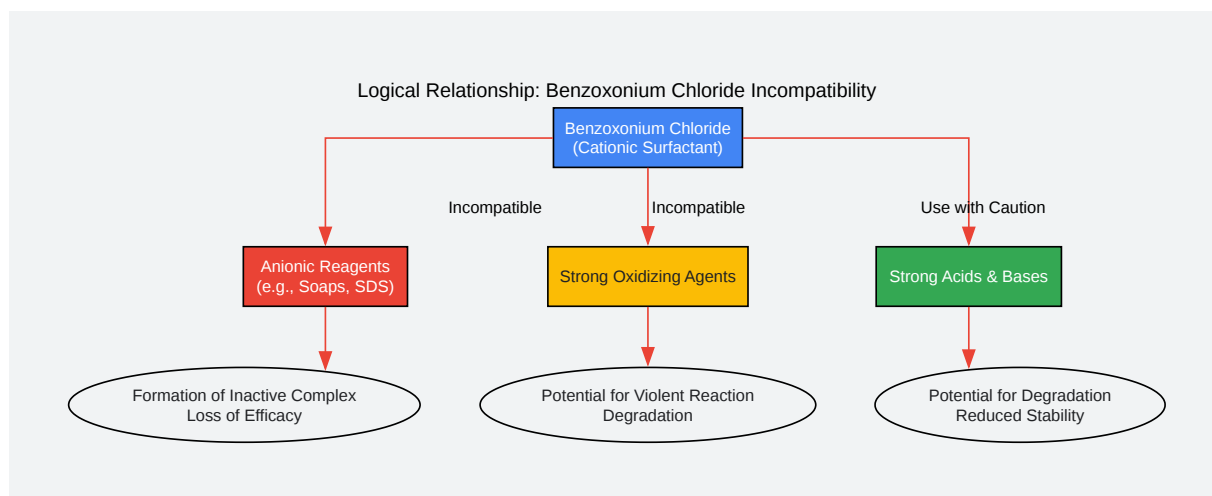 Logical Relationship: Benzoxonium Chloride Incompatibility
Benzoxonium Chloride
(Cationic Surfactant)
Incompatible
Incompatible
Use with Caution
Anionic Reagents
(e.g., Soaps, SDS)
Strong Oxidizing Agents
Strong Acids & Bases
Formation of Inactive Complex
Loss of Efficacy
Potential for Violent Reaction
Degradation
Potential for Degradation
Reduced Stability